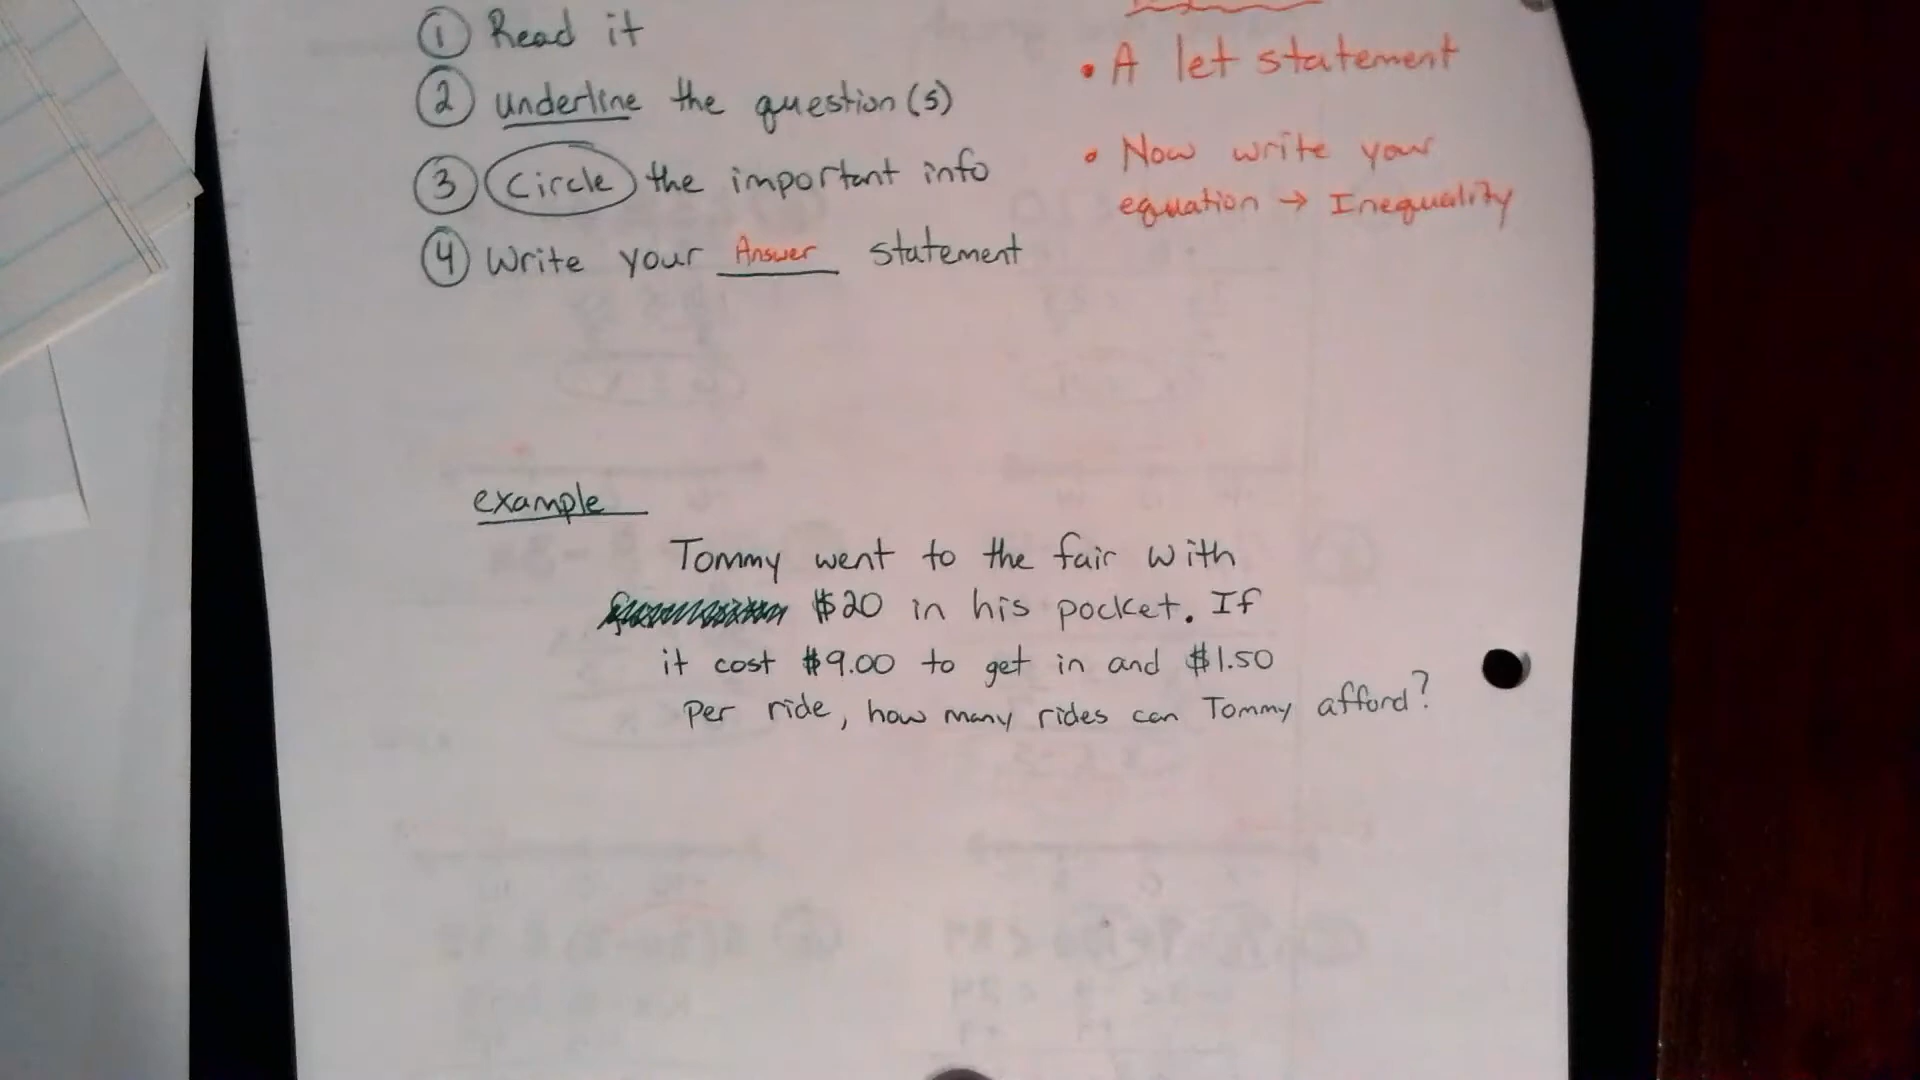 ① Read it
② underline the question(s)
③ Circle the important info
④ Write your Answer statement
• A let statement
• Now write your
equation → Inequality
example
Tommy went to the fair with
$20 in his pocket. If
it cost $9.00 to get in and $1.50
per ride, how many rides can Tommy afford?